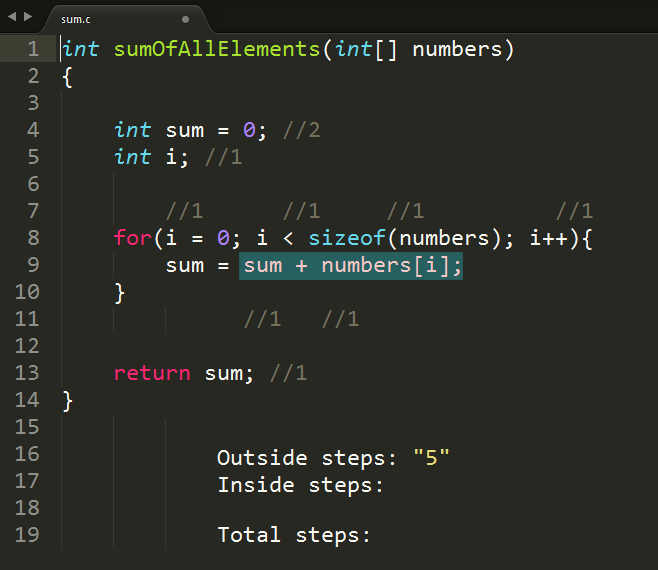 sum.c
1 int sumOfAllElements(int[] numbers)
2 {
3
4 int sum = 0; //2
5 int i; //1
6
7 //1 //1 //1 //1
8 for(i = 0; i < sizeof(numbers); i++){
9 sum = sum + numbers[i];
10 }
11 //1 //1
12
13 return sum; //1
14 }
15
16 Outside steps: "5"
17 Inside steps:
18
19 Total steps: